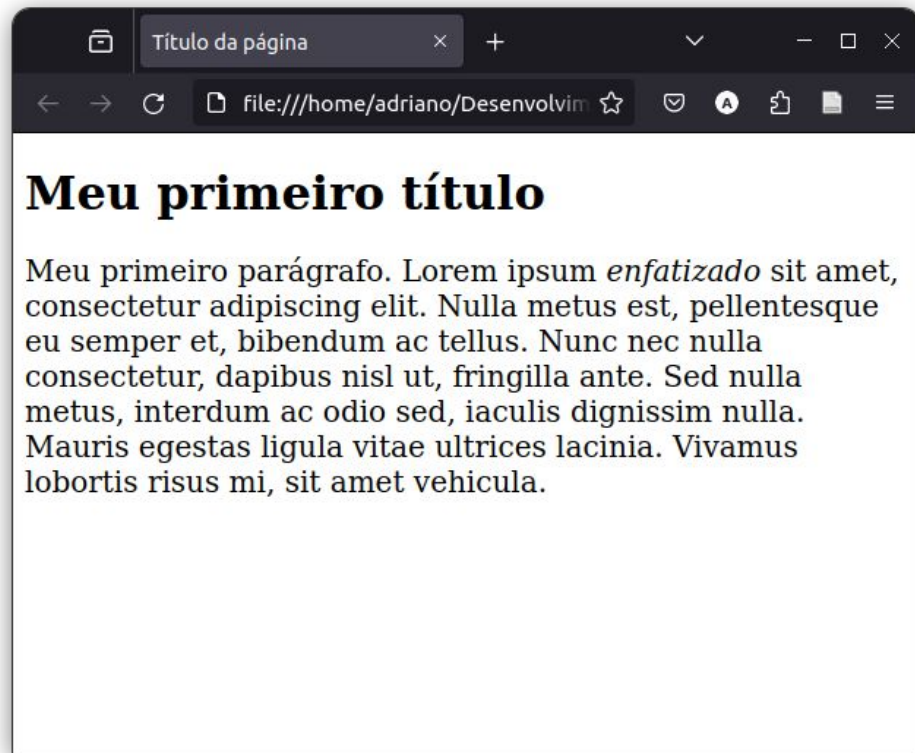 Título da página
file:///home/adriano/Desenvolvim
A
Meu primeiro título
Meu primeiro parágrafo. Lorem ipsum enfatizado sit amet,
consectetur adipiscing elit. Nulla metus est, pellentesque
eu semper et, bibendum ac tellus. Nunc nec nulla
consectetur, dapibus nisl ut, fringilla ante. Sed nulla
metus, interdum ac odio sed, iaculis dignissim nulla.
Mauris egestas ligula vitae ultrices lacinia. Vivamus
lobortis risus mi, sit amet vehicula.